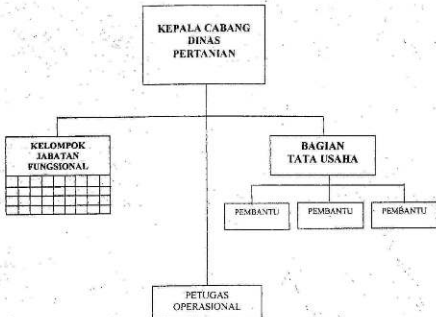 KEPALA CABANG
DINAS
PERTANIAN
KELOMPOK
JABATAN
FUNGSIONAL
BAGIAN
TATA USAHA
PEMBANTU
PEMBANTU
PEMBANTU
PETUGAS
OPERASIONAL